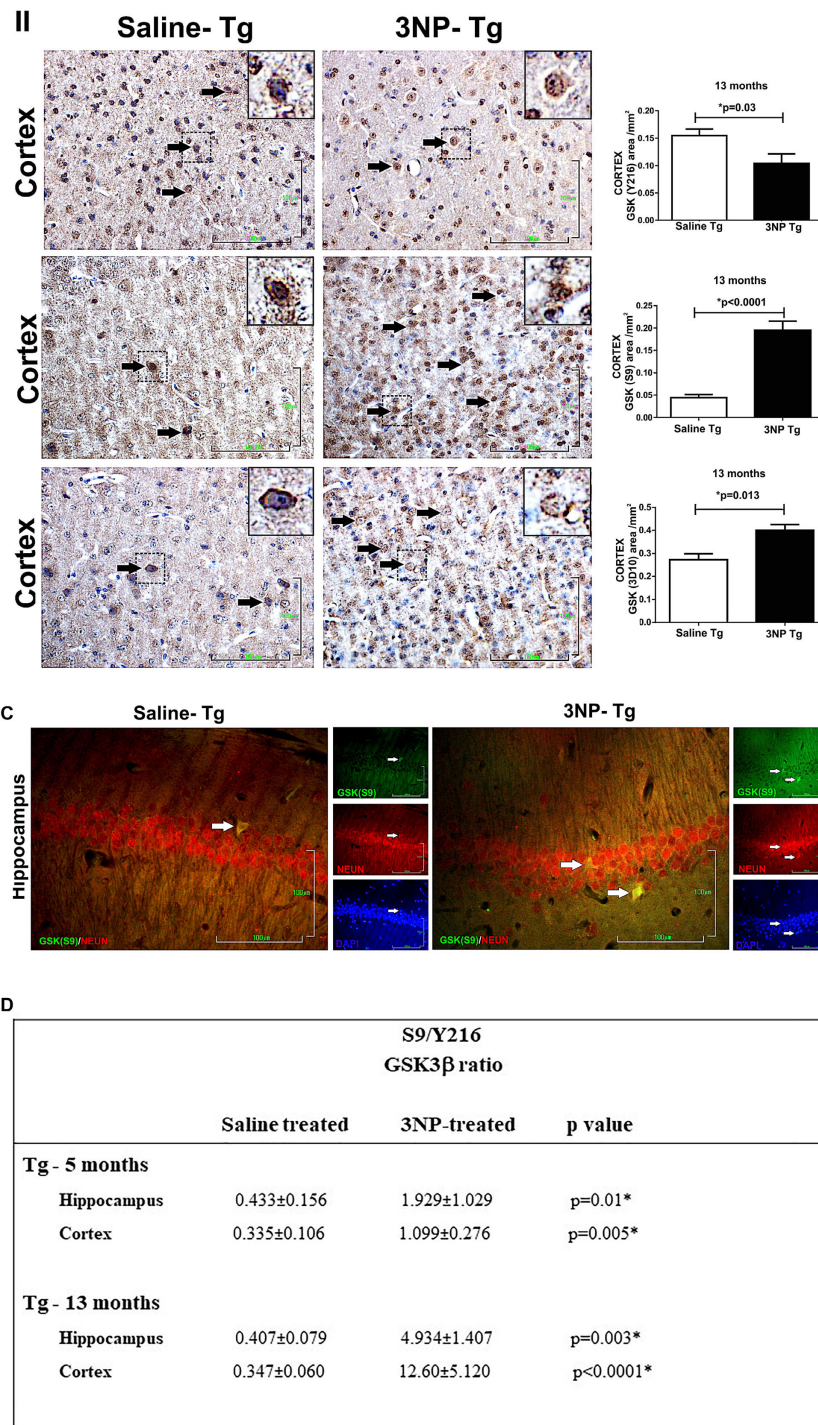 II
Saline- Tg
3NP- Tg
Cortex
13 months
*p=0.03
CORTEX
GSK (Y216) area /mm²
0.20
0.15
0.10
0.05
0.00
Saline Tg
3NP Tg
Cortex
13 months
*p<0.0001
CORTEX
GSK (S9) area /mm²
0.25
0.20
0.15
0.10
0.05
0.00
Saline Tg
3NP Tg
Cortex
13 months
*p=0.013
CORTEX
GSK (3D10) area /mm²
0.5
0.4
0.3
0.2
0.1
0.0
Saline Tg
3NP Tg
C
Saline- Tg
3NP- Tg
Hippocampus
GSK(S9)/NEUN
100µm
100µm
GSK(S9)
NEUN
DAPI
GSK(S9)/NEUN
100µm
100µm
GSK(S9)
NEUN
DAPI
D
S9/Y216
GSK3β ratio
Saline treated 3NP-treated p value
Tg - 5 months
Hippocampus 0.433±0.156 1.929±1.029 p=0.01*
Cortex 0.335±0.106 1.099±0.276 p=0.005*
Tg - 13 months
Hippocampus 0.407±0.079 4.934±1.407 p=0.003*
Cortex 0.347±0.060 12.60±5.120 p<0.0001*